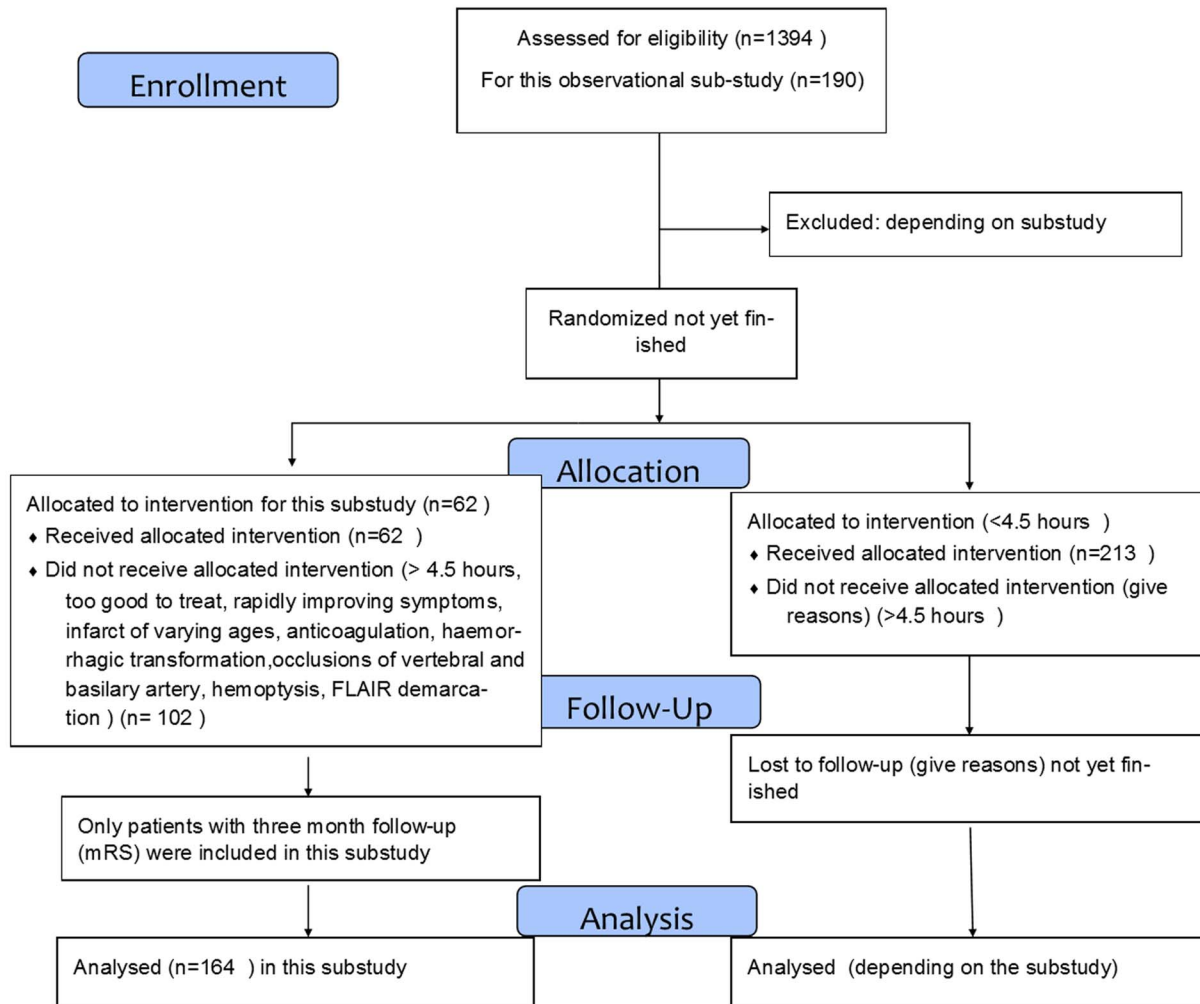 Assessed for eligibility (n=1394 )
For this observational sub-study (n=190)
Enrollment
Excluded: depending on substudy
Randomized not yet fin-
ished
Allocation
Allocated to intervention for this substudy (n=62 )
♦ Received allocated intervention (n=62 )
♦ Did not receive allocated intervention (> 4.5 hours,
too good to treat, rapidly improving symptoms,
infarct of varying ages, anticoagulation, haemor-
rhagic transformation,occlusions of vertebral and
basilary artery, hemoptysis, FLAIR demarca-
tion ) (n= 102 )
Allocated to intervention (<4.5 hours )
♦ Received allocated intervention (n=213 )
♦ Did not receive allocated intervention (give
reasons) (>4.5 hours )
Follow-Up
Only patients with three month follow-up
(mRS) were included in this substudy
Lost to follow-up (give reasons) not yet fin-
ished
Analysis
Analysed (n=164 ) in this substudy
Analysed (depending on the substudy)